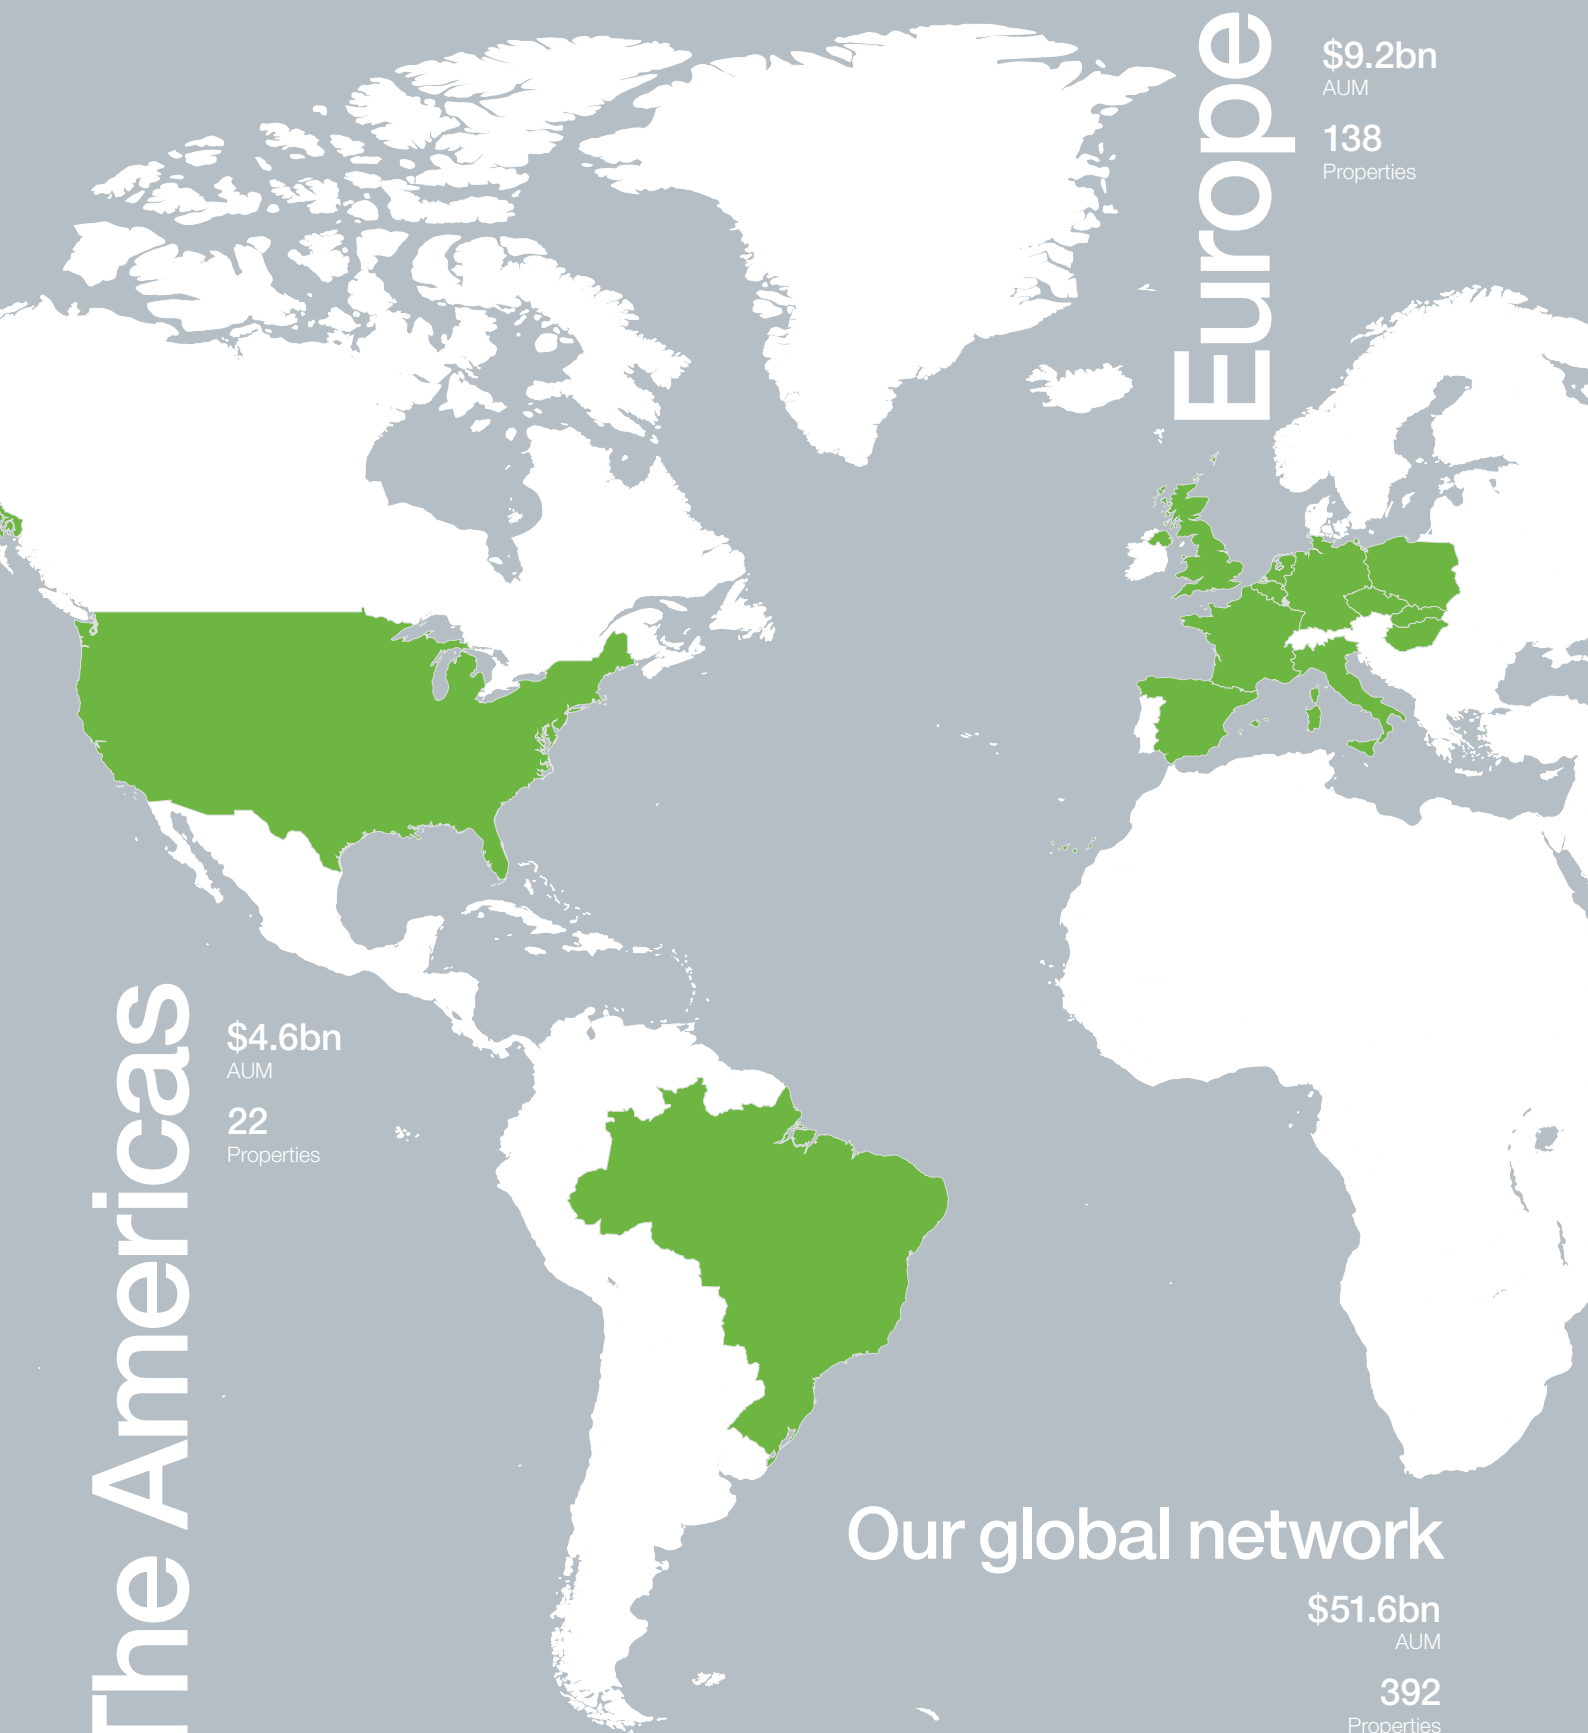 Europe
$9.2bn
AUM
138
Properties
The Americas
$4.6bn
AUM
22
Properties
Our global network
$51.6bn
AUM
392
Properties